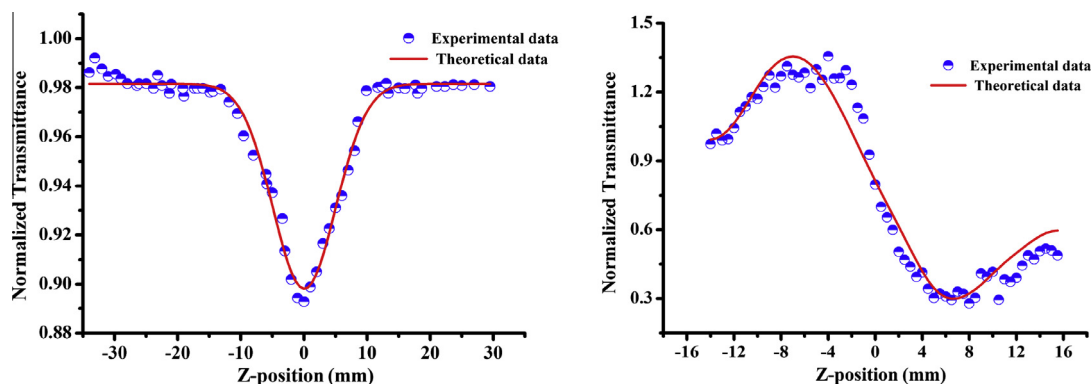 1.00
0.98
0.96
0.94
0.92
0.90
0.88
Normalized Transmittance
Experimental data
Theoretical data
-30 -20 -10 0 10 20 30
Z-position (mm)
1.5
1.2
0.9
0.6
0.3
Normalized Transmittance
Experimental data
Theoretical data
-16 -12 -8 -4 0 4 8 12 16
Z-position (mm)